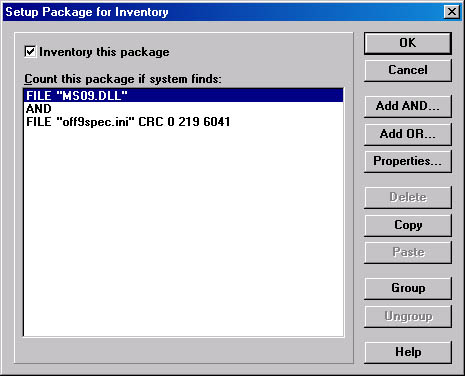 Setup Package for Inventory
Inventory this package
Count this package if system finds:
FILE "MS09.DLL"
AND
FILE "off9spec.ini" CRC 0 219 6041
OK
Cancel
Add AND...
Add OR...
Properties...
Delete
Copy
Paste
Group
Ungroup
Help